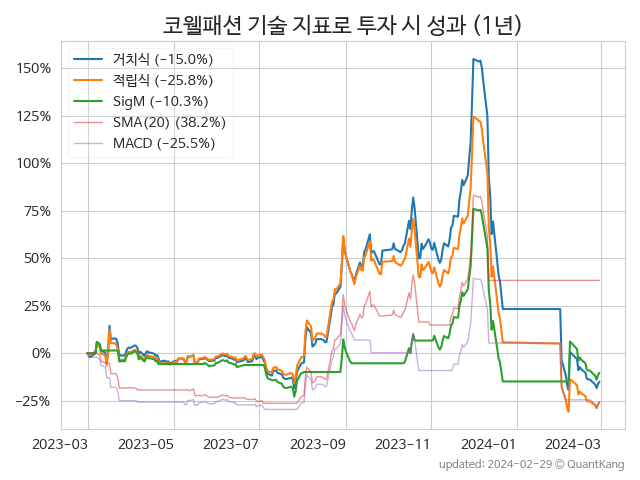 코웰패션 기술 지표로 투자 시 성과 (1년)
거치식 (−15.0%)
적립식 (−25.8%)
SigM (−10.3%)
SMA(20) (38.2%)
MACD (−25.5%)
150%
125%
100%
75%
50%
25%
0%
−25%
2023-03 2023-05 2023-07 2023-09 2023-11 2024-01 2024-03
updated: 2024-02-29 © QuantKang